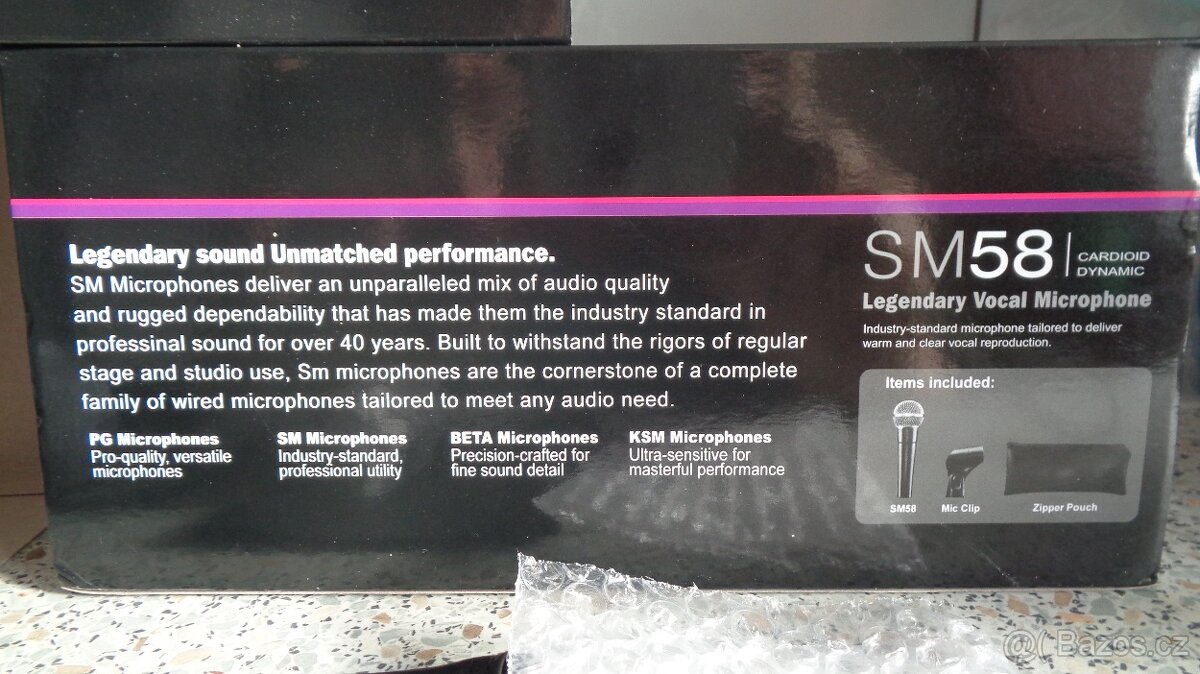 Legendary sound Unmatched performance.
SM Microphones deliver an unparalleled mix of audio quality
and rugged dependability that has made them the industry standard in
professinal sound for over 40 years. Built to withstand the rigors of regular
stage and studio use, Sm microphones are the cornerstone of a complete
family of wired microphones tailored to meet any audio need.
PG Microphones
Pro-quality, versatile
microphones
SM Microphones
Industry-standard,
professional utility
BETA Microphones
Precision-crafted for
fine sound detail
KSM Microphones
Ultra-sensitive for
masterful performance
SM58
CARDIOID
DYNAMIC
Legendary Vocal Microphone
Industry-standard microphone tailored to deliver
warm and clear vocal reproduction.
Items included:
SM58
Mic Clip
Zipper Pouch
@( Bazos.cz